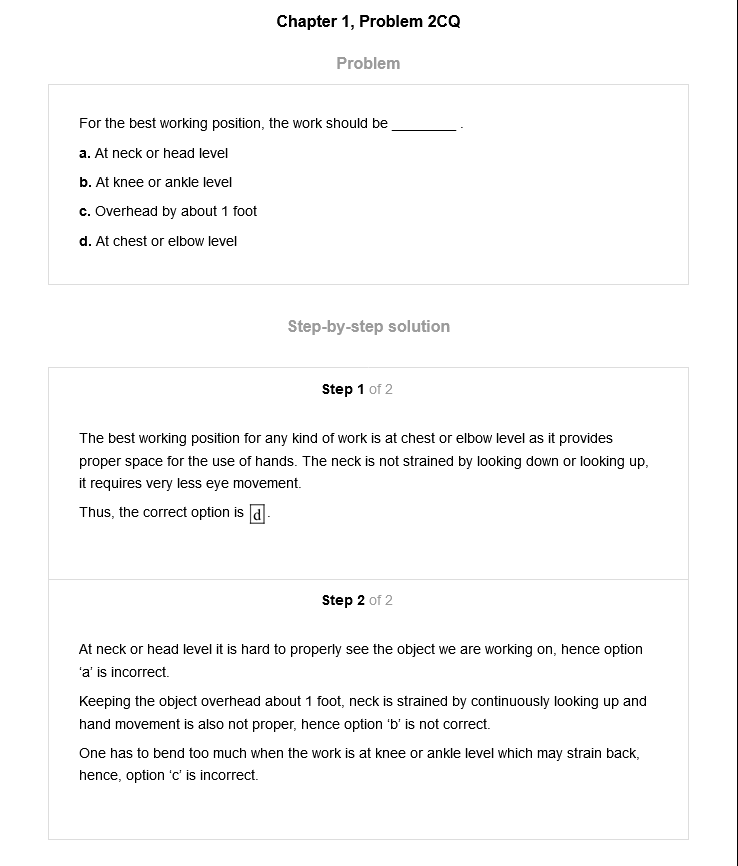 Chapter 1, Problem 2CQ
Problem
For the best working position, the work should be ________ .
a. At neck or head level
b. At knee or ankle level
c. Overhead by about 1 foot
d. At chest or elbow level
Step-by-step solution
Step 1 of 2
The best working position for any kind of work is at chest or elbow level as it provides
proper space for the use of hands. The neck is not strained by looking down or looking up,
it requires very less eye movement.
Thus, the correct option is d.
Step 2 of 2
At neck or head level it is hard to properly see the object we are working on, hence option
‘a’ is incorrect.
Keeping the object overhead about 1 foot, neck is strained by continuously looking up and
hand movement is also not proper, hence option ‘b’ is not correct.
One has to bend too much when the work is at knee or ankle level which may strain back,
hence, option ‘c’ is incorrect.